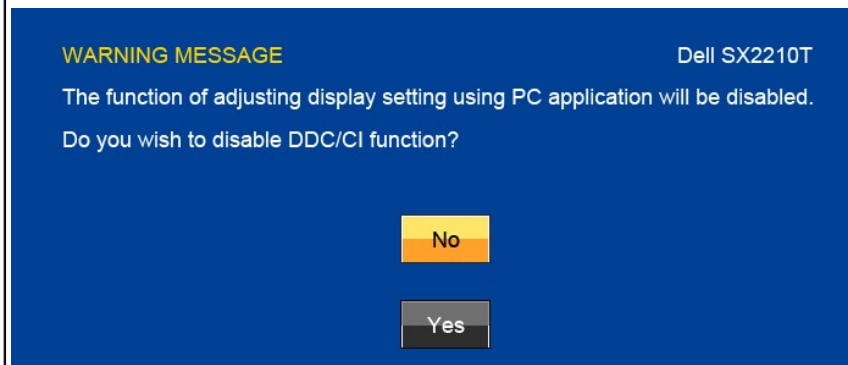 WARNING MESSAGE Dell SX2210T
The function of adjusting display setting using PC application will be disabled.
Do you wish to disable DDC/CI function?
No
Yes